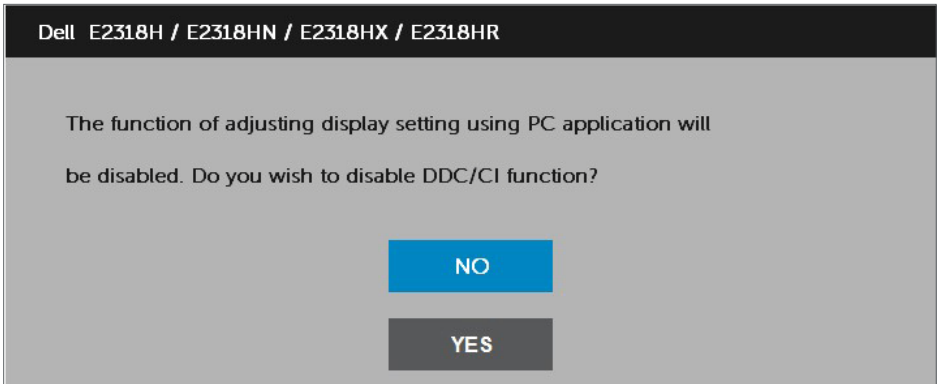 Dell E2318H / E2318HN / E2318HX / E2318HR
The function of adjusting display setting using PC application will
be disabled. Do you wish to disable DDC/CI function?
NO
YES